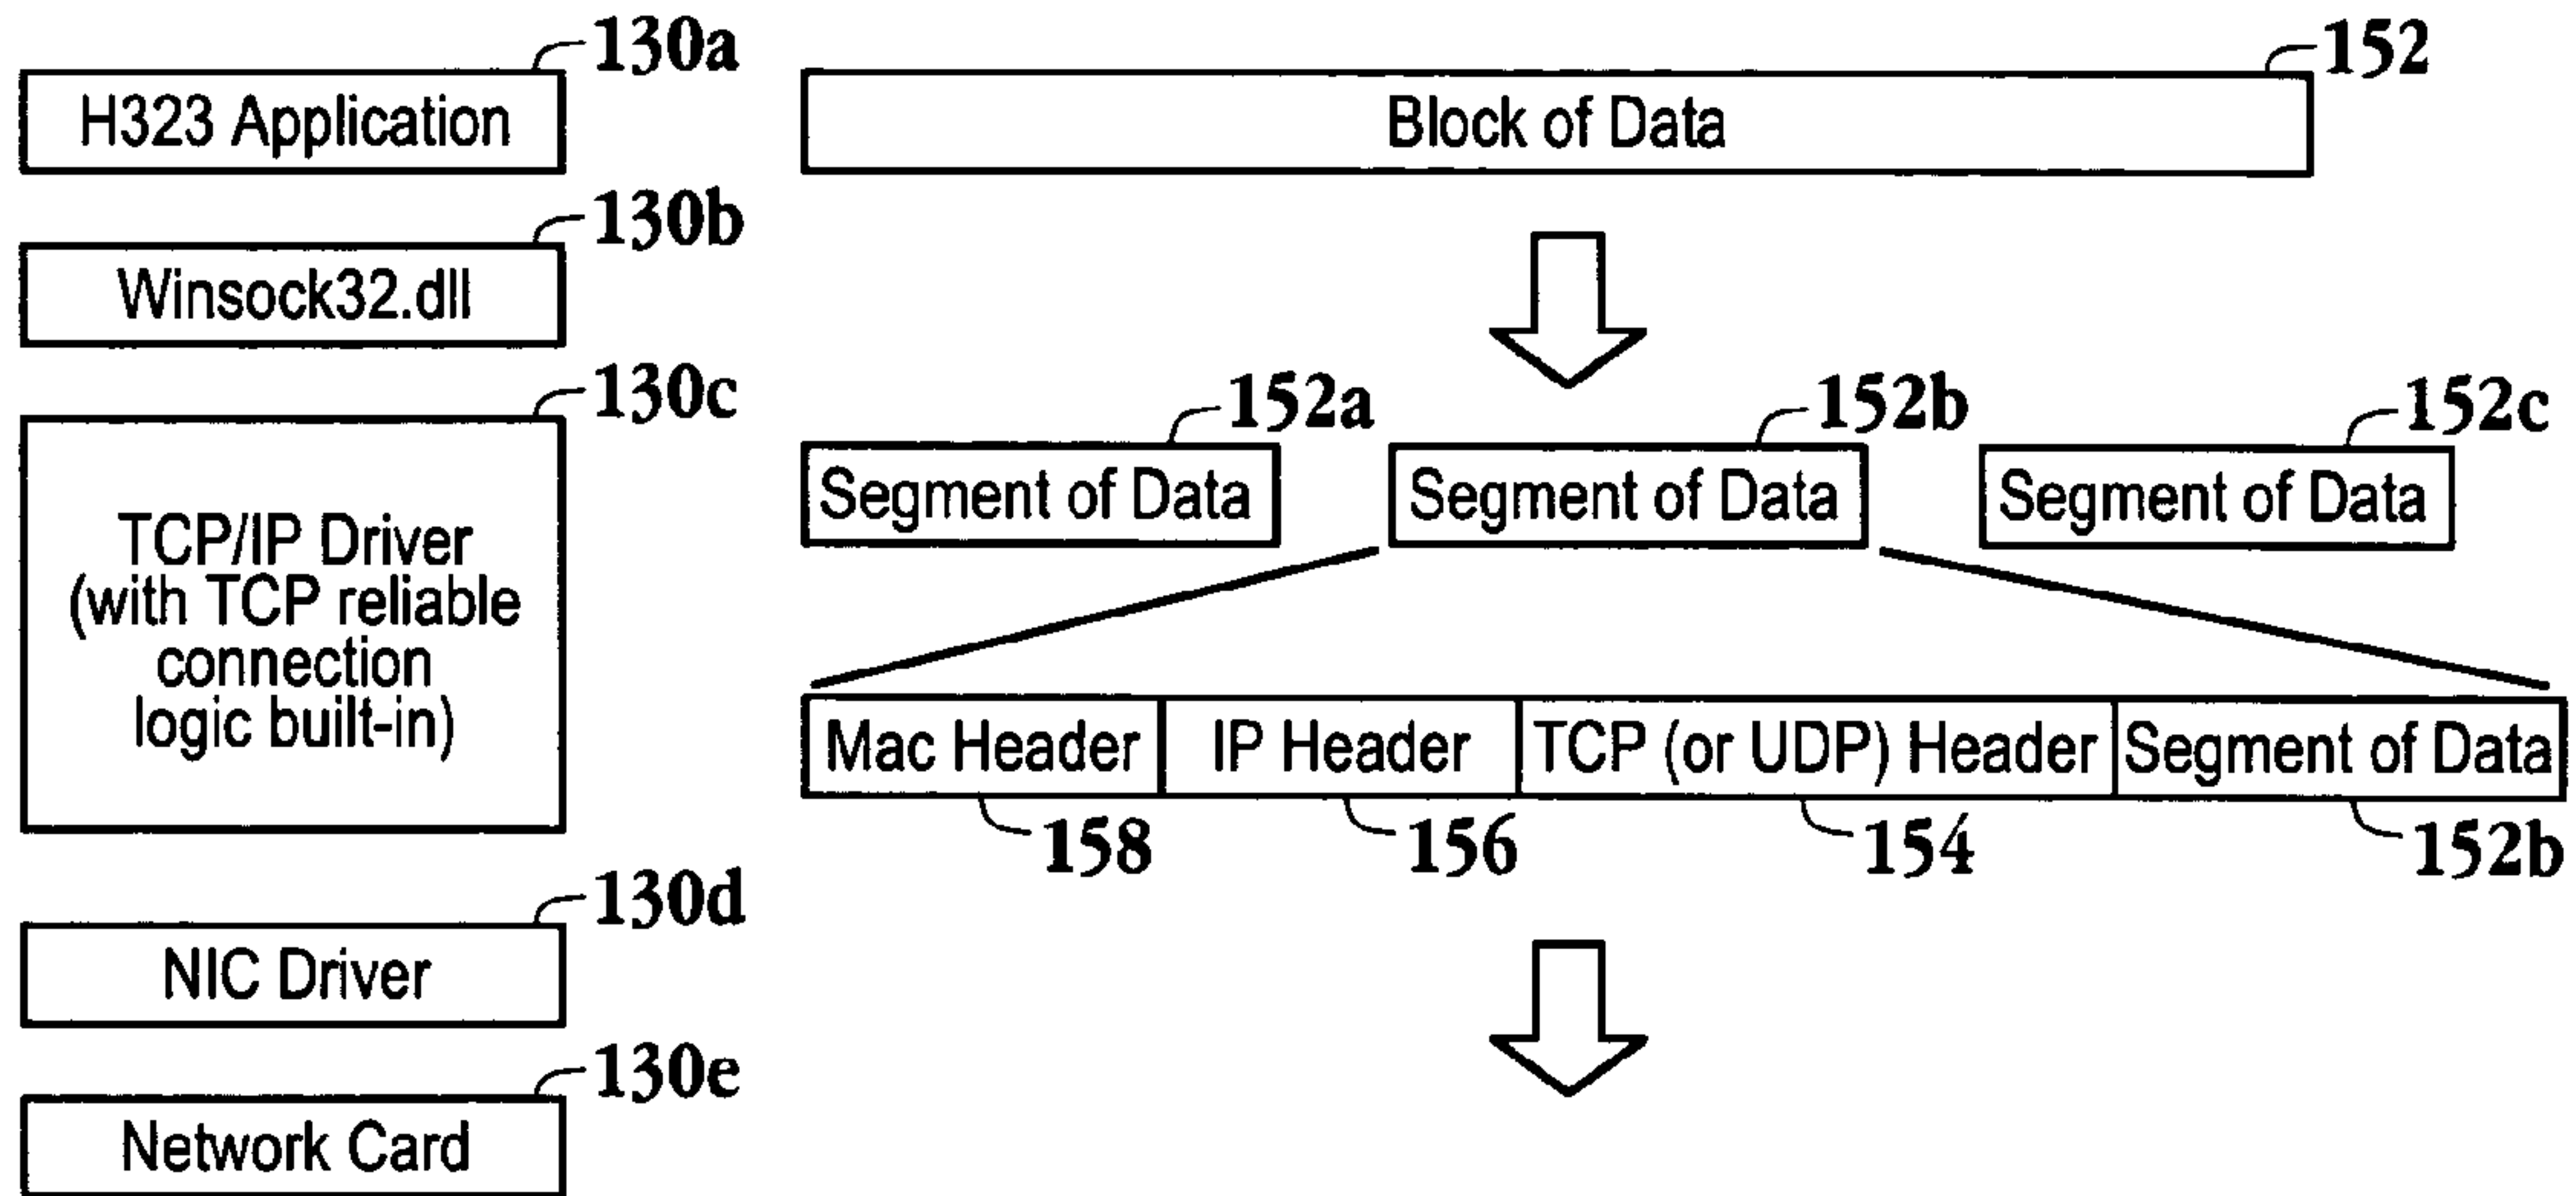 130a
H323 Application
152
Block of Data
130b
Winsock32.dll
130c
TCP/IP Driver
(with TCP reliable
connection
logic built-in)
152a
Segment of Data
152b
Segment of Data
152c
Segment of Data
Mac Header
IP Header
TCP (or UDP) Header
Segment of Data
158
156
154
152b
130d
NIC Driver
130e
Network Card